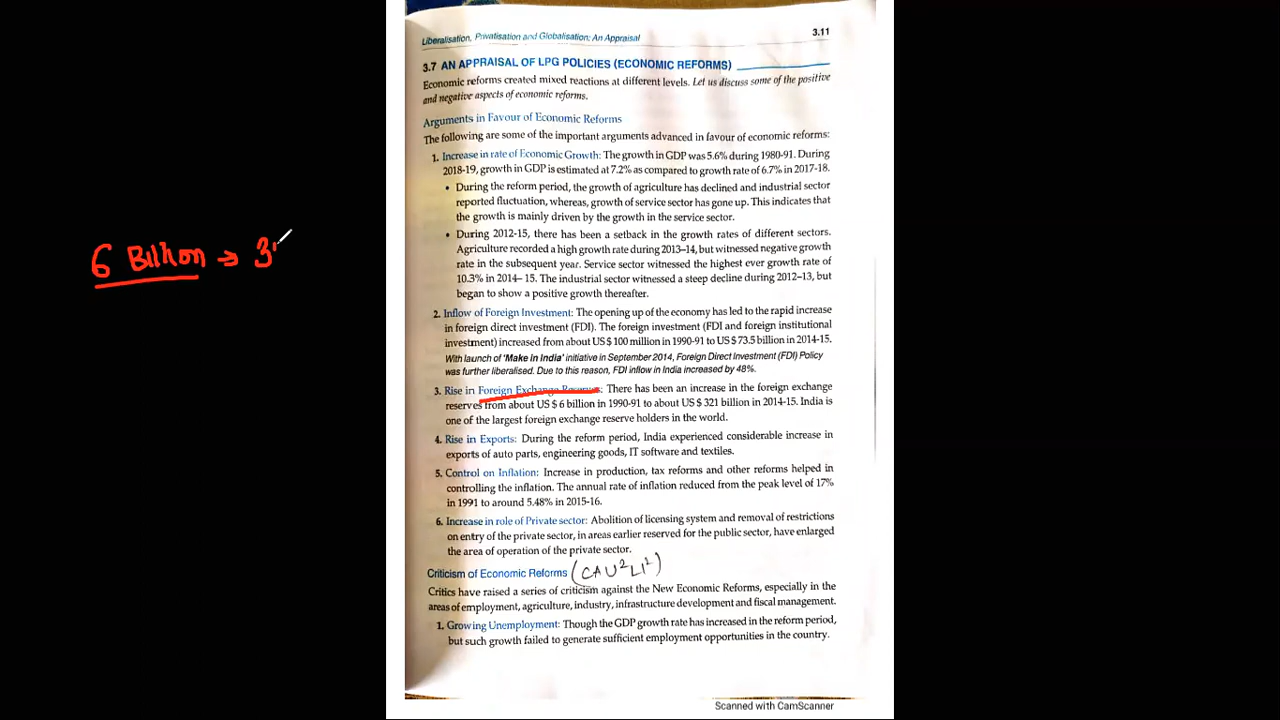 6 Billion → 3
Liberalisation, Privatisation and Globalisation: An Appraisal
3.11
3.7 AN APPRAISAL OF LPG POLICIES (ECONOMIC REFORMS)
Economic reforms created mixed reactions at different levels. Let us discuss some of the positive
and negative aspects of economic reforms.
Arguments in Favour of Economic Reforms
The following are some of the important arguments advanced in favour of economic reforms:
1. Increase in rate of Economic Growth: The growth in GDP was 5.6% during 1980-91. During
2018-19, growth in GDP is estimated at 7.2% as compared to growth rate of 6.7% in 2017-18.
• During the reform period, the growth of agriculture has declined and industrial sector
reported fluctuation, whereas, growth of service sector has gone up. This indicates that
the growth is mainly driven by the growth in the service sector.
• During 2012-15, there has been a setback in the growth rates of different sectors.
Agriculture recorded a high growth rate during 2013-14, but witnessed negative growth
rate in the subsequent year. Service sector witnessed the highest ever growth rate of
10.3% in 2014-15. The industrial sector witnessed a steep decline during 2012-13, but
began to show a positive growth thereafter.
2. Inflow of Foreign Investment: The opening up of the economy has led to the rapid increase
in foreign direct investment (FDI). The foreign investment (FDI and foreign institutional
investment) increased from about US $ 100 million in 1990-91 to US $ 73.5 billion in 2014-15.
With launch of 'Make in India' initiative in September 2014, Foreign Direct Investment (FDI) Policy
was further liberalised. Due to this reason, FDI inflow in India increased by 48%.
3. Rise in Foreign Exchange Reserves: There has been an increase in the foreign exchange
reserves from about US $ 6 billion in 1990-91 to about US $ 321 billion in 2014-15. India is
one of the largest foreign exchange reserve holders in the world.
4. Rise in Exports: During the reform period, India experienced considerable increase in
exports of auto parts, engineering goods, IT software and textiles.
5. Control on Inflation: Increase in production, tax reforms and other reforms helped in
controlling the inflation. The annual rate of inflation reduced from the peak level of 17%
in 1991 to around 5.48% in 2015-16.
6. Increase in role of Private sector: Abolition of licensing system and removal of restrictions
on entry of the private sector, in areas earlier reserved for the public sector, have enlarged
the area of operation of the private sector.
Criticism of Economic Reforms (CAU²LI²)
Critics have raised a series of criticism against the New Economic Reforms, especially in the
areas of employment, agriculture, industry, infrastructure development and fiscal management.
1. Growing Unemployment: Though the GDP growth rate has increased in the reform period,
but such growth failed to generate sufficient employment opportunities in the country.
Scanned with CamScanner